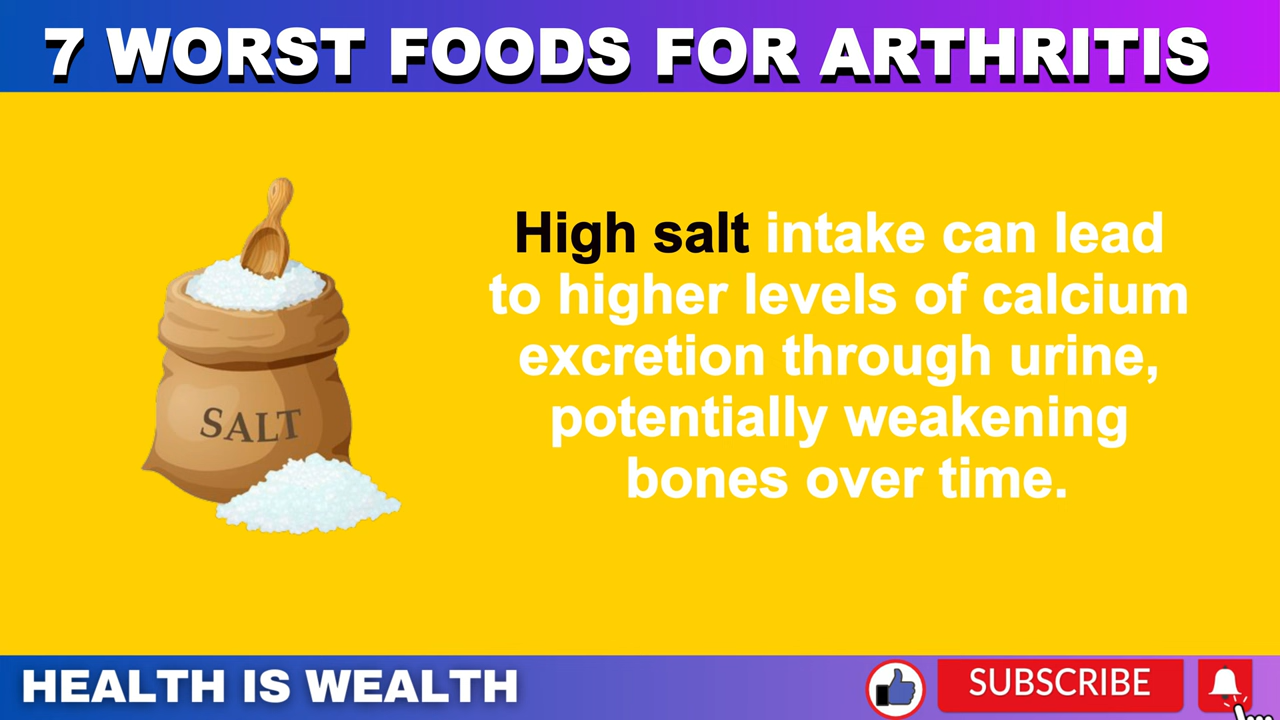 7 WORST FOODS FOR ARTHRITIS
SALT
High salt intake can lead
to higher levels of calcium
excretion through urine,
potentially weakening
bones over time.
HEALTH IS WEALTH
SUBSCRIBE